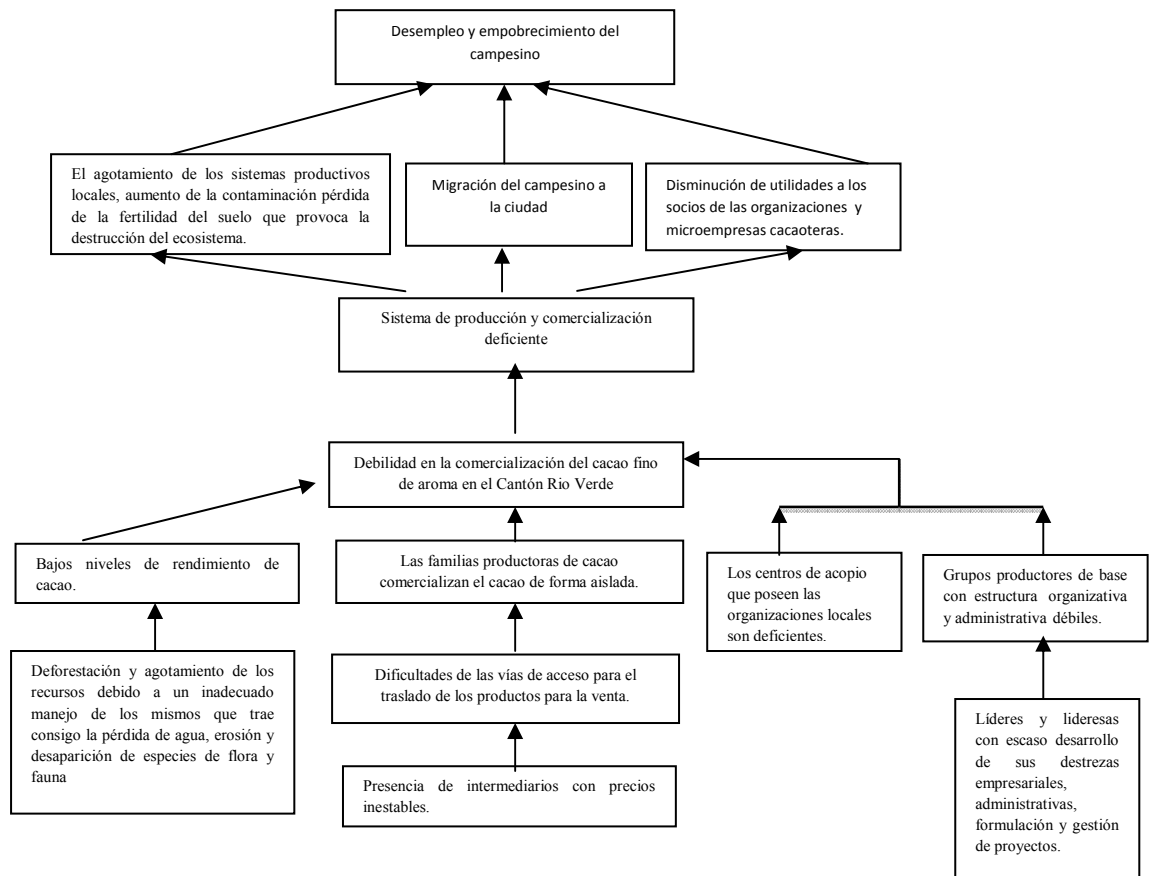 Desempleo y empobrecimiento del
campesino
El agotamiento de los sistemas productivos
locales, aumento de la contaminación pérdida
de la fertilidad del suelo que provoca la
destrucción del ecosistema.
Migración del campesino a
la ciudad
Disminución de utilidades a los
socios de las organizaciones y
microempresas cacaoteras.
Sistema de producción y comercialización
deficiente
Debilidad en la comercialización del cacao fino
de aroma en el Cantón Rio Verde
Bajos niveles de rendimiento de
cacao.
Las familias productoras de cacao
comercializan el cacao de forma aislada.
Los centros de acopio
que poseen las
organizaciones locales
son deficientes.
Grupos productores de base
con estructura organizativa
y administrativa débiles.
Deforestación y agotamiento de los
recursos debido a un inadecuado
manejo de los mismos que trae
consigo la pérdida de agua, erosión y
desaparición de especies de flora y
fauna
Dificultades de las vías de acceso para el
traslado de los productos para la venta.
Presencia de intermediarios con precios
inestables.
Líderes y lideresas
con escaso desarrollo
de sus destrezas
empresariales,
administrativas,
formulación y gestión
de proyectos.